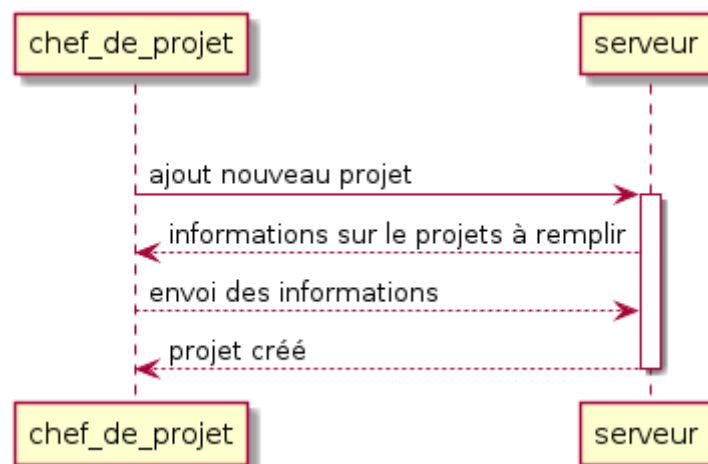 chef_de_projet
serveur
ajout nouveau projet
informations sur le projets à remplir
envoi des informations
projet créé
chef_de_projet
serveur